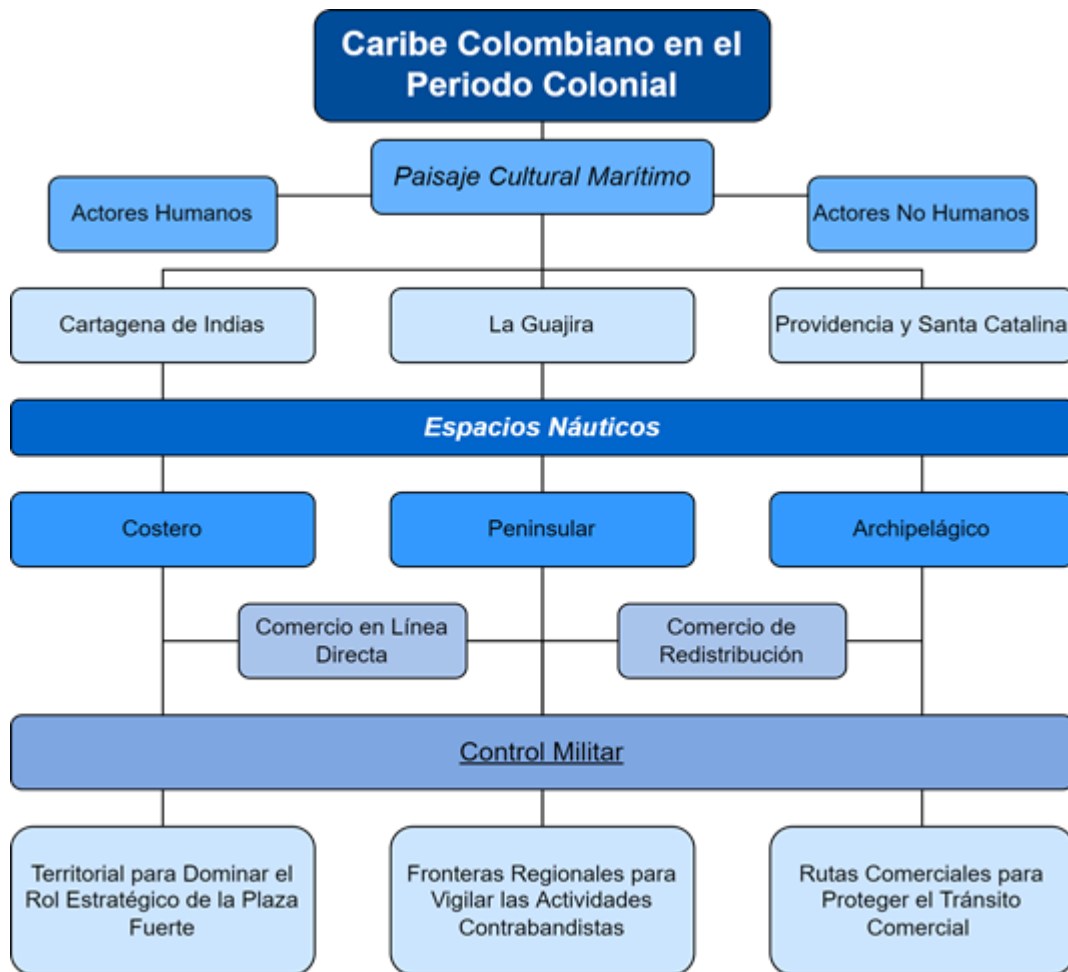 Caribe Colombiano en el
Periodo Colonial
Paisaje Cultural Marítimo
Actores Humanos
Actores No Humanos
Cartagena de Indias
La Guajira
Providencia y Santa Catalina
Espacios Náuticos
Costero
Peninsular
Archipelágico
Comercio en Línea
Directa
Comercio de
Redistribución
Control Militar
Territorial para Dominar el
Rol Estratégico de la Plaza
Fuerte
Fronteras Regionales para
Vigilar las Actividades
Contrabandistas
Rutas Comerciales para
Proteger el Tránsito
Comercial